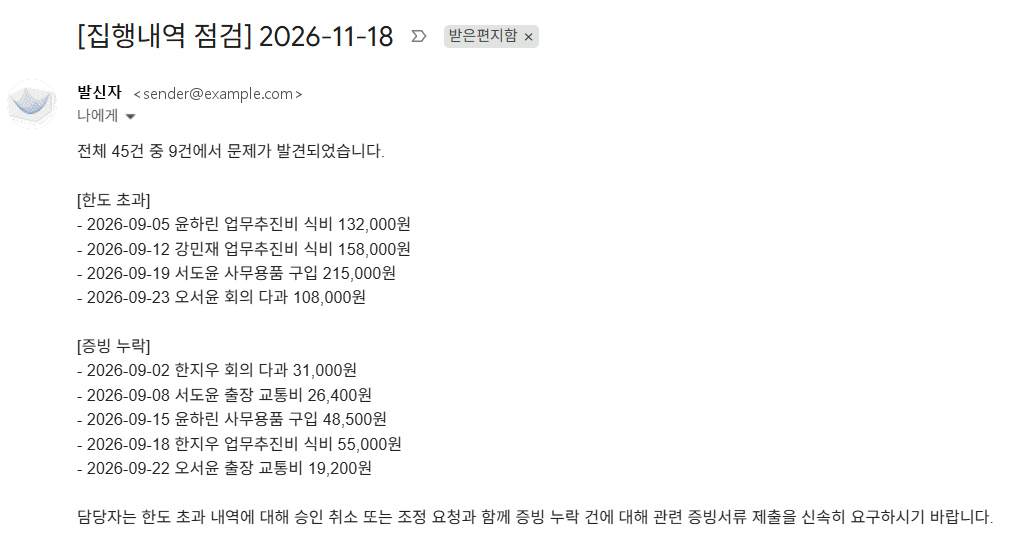 [집행내역 점검] 2026-11-18 받은편지함 ×
발신자 <sender@example.com>
나에게
전체 45건 중 9건에서 문제가 발견되었습니다.
[한도 초과]
- 2026-09-05 윤하린 업무추진비 식비 132,000원
- 2026-09-12 강민재 업무추진비 식비 158,000원
- 2026-09-19 서도윤 사무용품 구입 215,000원
- 2026-09-23 오서윤 회의 다과 108,000원
[증빙 누락]
- 2026-09-02 한지우 회의 다과 31,000원
- 2026-09-08 서도윤 출장 교통비 26,400원
- 2026-09-15 윤하린 사무용품 구입 48,500원
- 2026-09-18 한지우 업무추진비 식비 55,000원
- 2026-09-22 오서윤 출장 교통비 19,200원
담당자는 한도 초과 내역에 대해 승인 취소 또는 조정 요청과 함께 증빙 누락 건에 대해 관련 증빙서류 제출을 신속히 요구하시기 바랍니다.